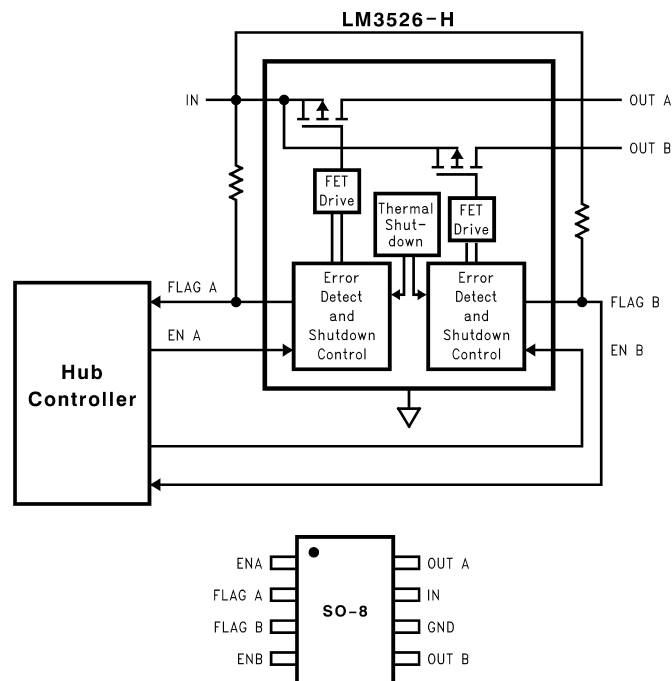 LM3526-H
IN
OUT A
OUT B
FET
Drive
Thermal
Shut-
down
FET
Drive
FLAG A
Error
Detect
and
Shutdown
Control
Error
Detect
and
Shutdown
Control
FLAG B
EN A
EN B
Hub
Controller
ENA
OUT A
FLAG A
IN
SO-8
FLAG B
GND
ENB
OUT B